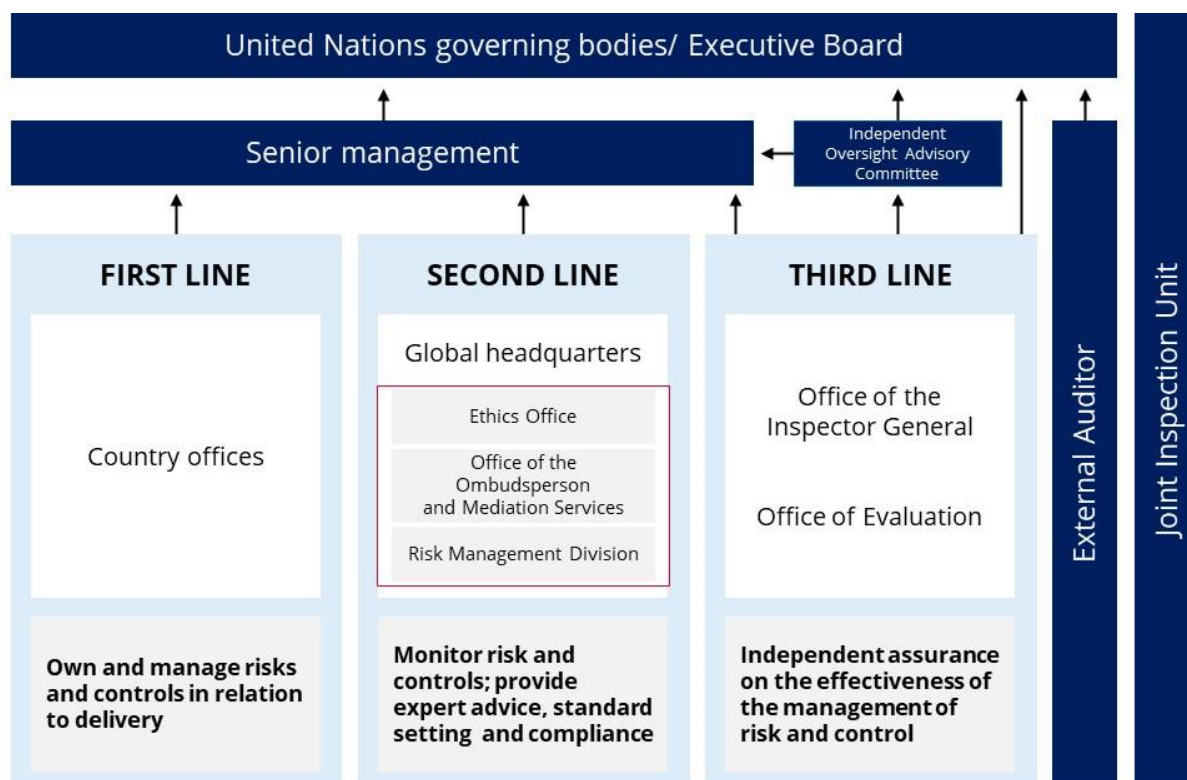 United Nations governing bodies/ Executive Board
Senior management
Independent
Oversight Advisory
Committee
FIRST LINE
Country offices
Own and manage risks
and controls in relation
to delivery
SECOND LINE
Global headquarters
Ethics Office
Office of the
Ombudsperson
and Mediation Services
Risk Management Division
Monitor risk and
controls; provide
expert advice, standard
setting and compliance
THIRD LINE
Office of the
Inspector General
Office of Evaluation
Independent assurance
on the effectiveness of
the management of
risk and control
External Auditor
Joint Inspection Unit